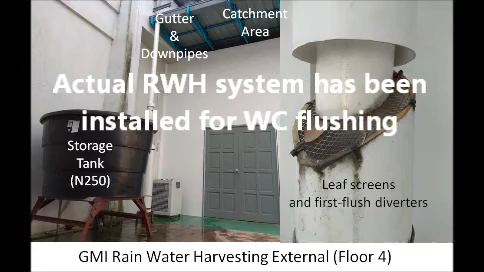 Gutter
&
Downpipes
Catchment
Area
Actual RWH system has been
installed for WC flushing
Storage
Tank
(N250)
Leaf screens
and first-flush diverters
GMI Rain Water Harvesting External (Floor 4)